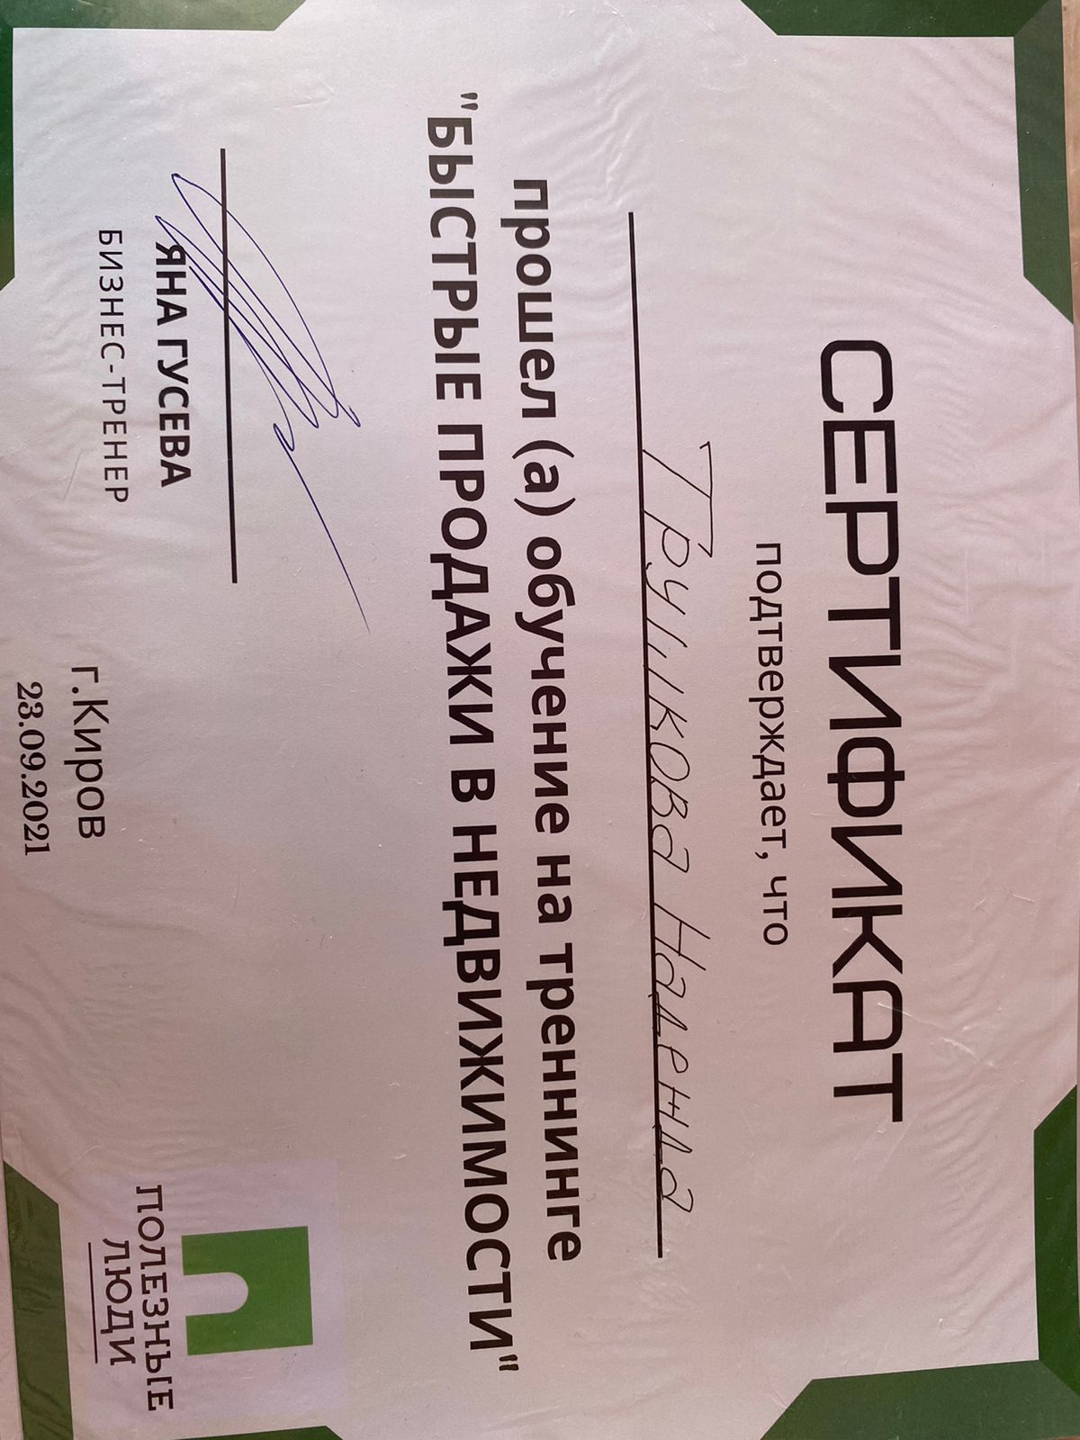 СЕРТИФИКАТ
подтверждает, что
Надежда
прошел (а) обучение на треннинге
"БЫСТРЫЕ ПРОДАЖИ В НЕДВИЖИМОСТИ"
ЯНА ГУСЕВА
БИЗНЕС-ТРЕНЕР
г.Киров
23.09.2021
ПОЛЕЗНЫЕ
ЛЮДИ